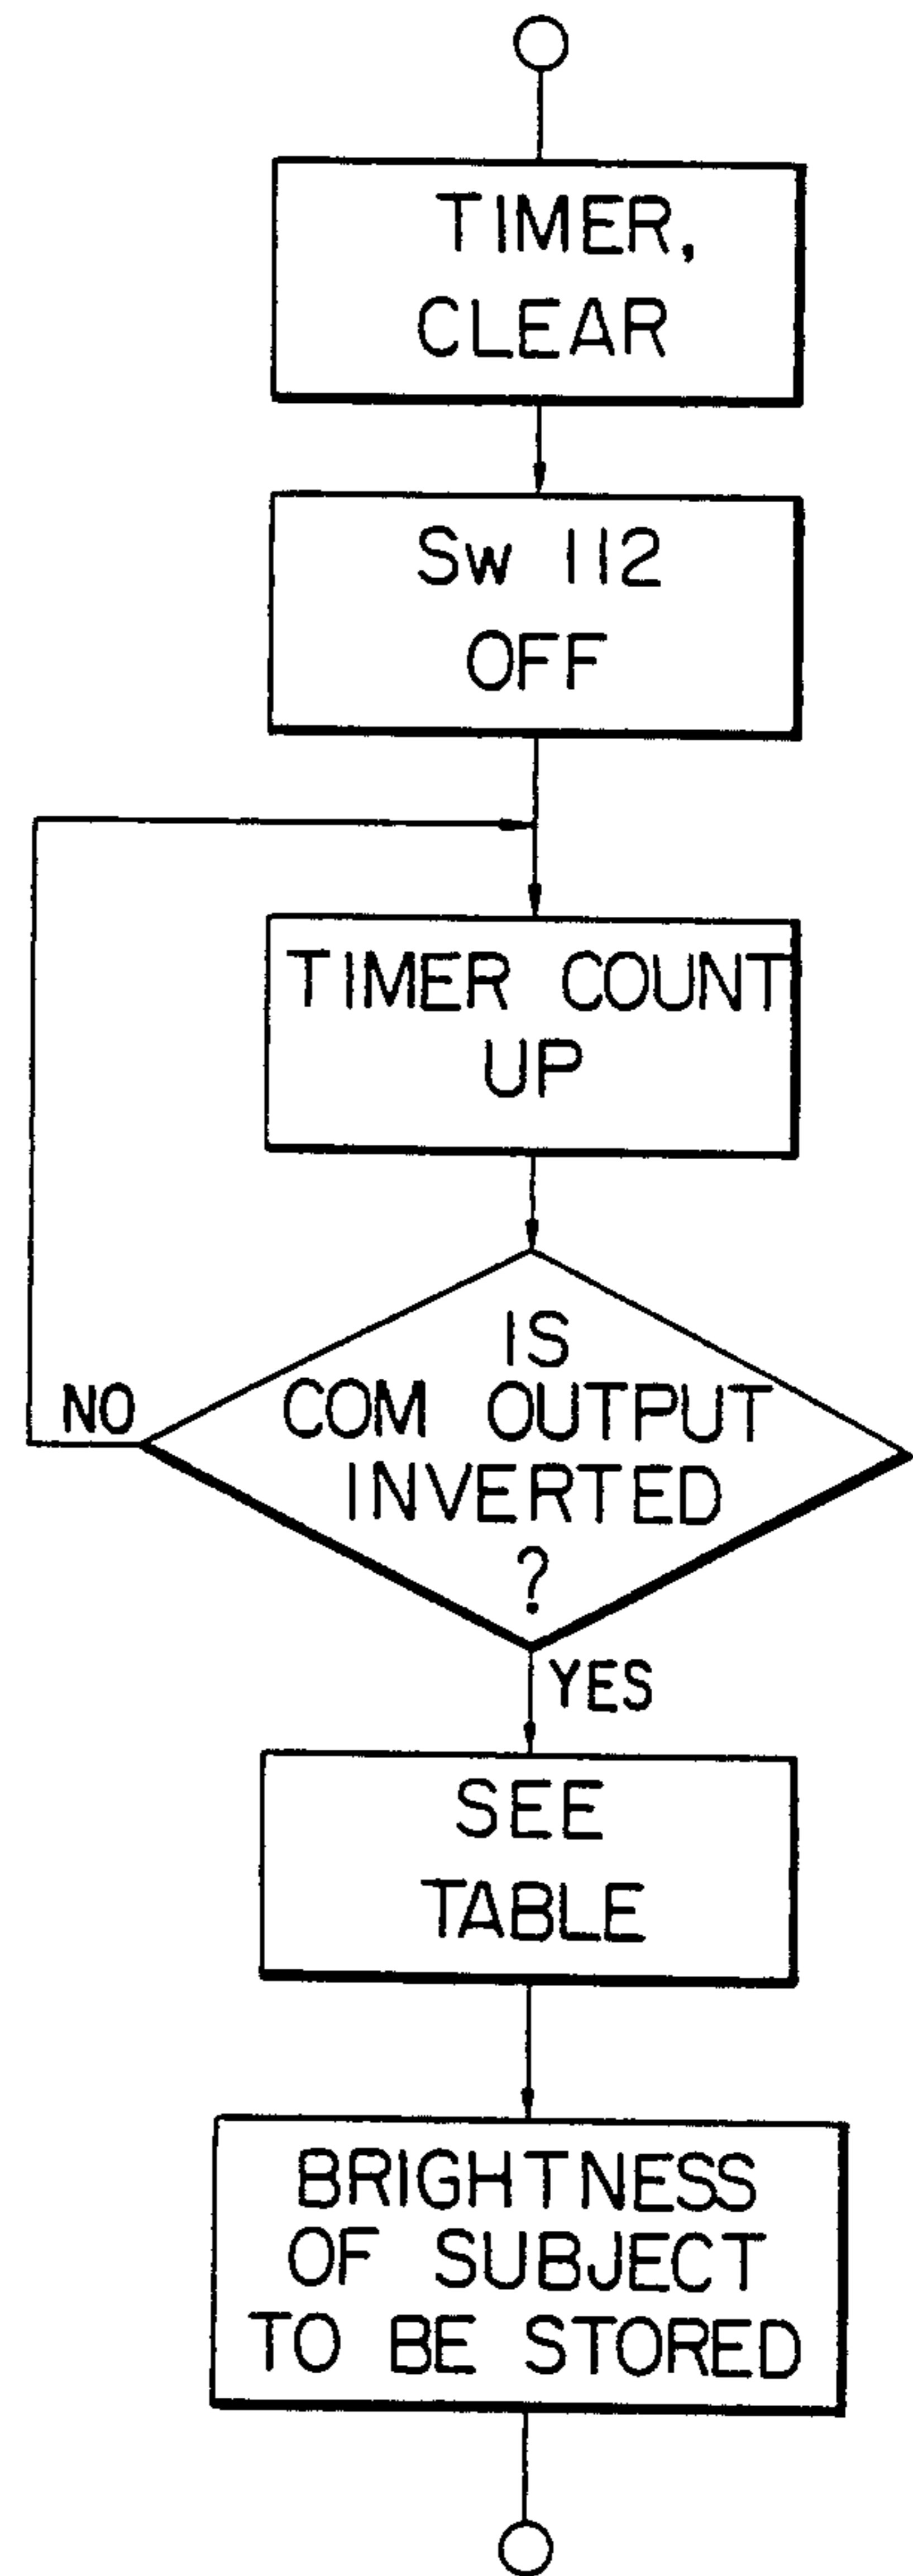 TIMER,
CLEAR
Sw 112
OFF
TIMER COUNT
UP
IS
COM OUTPUT
INVERTED
?
NO
YES
SEE
TABLE
BRIGHTNESS
OF SUBJECT
TO BE STORED